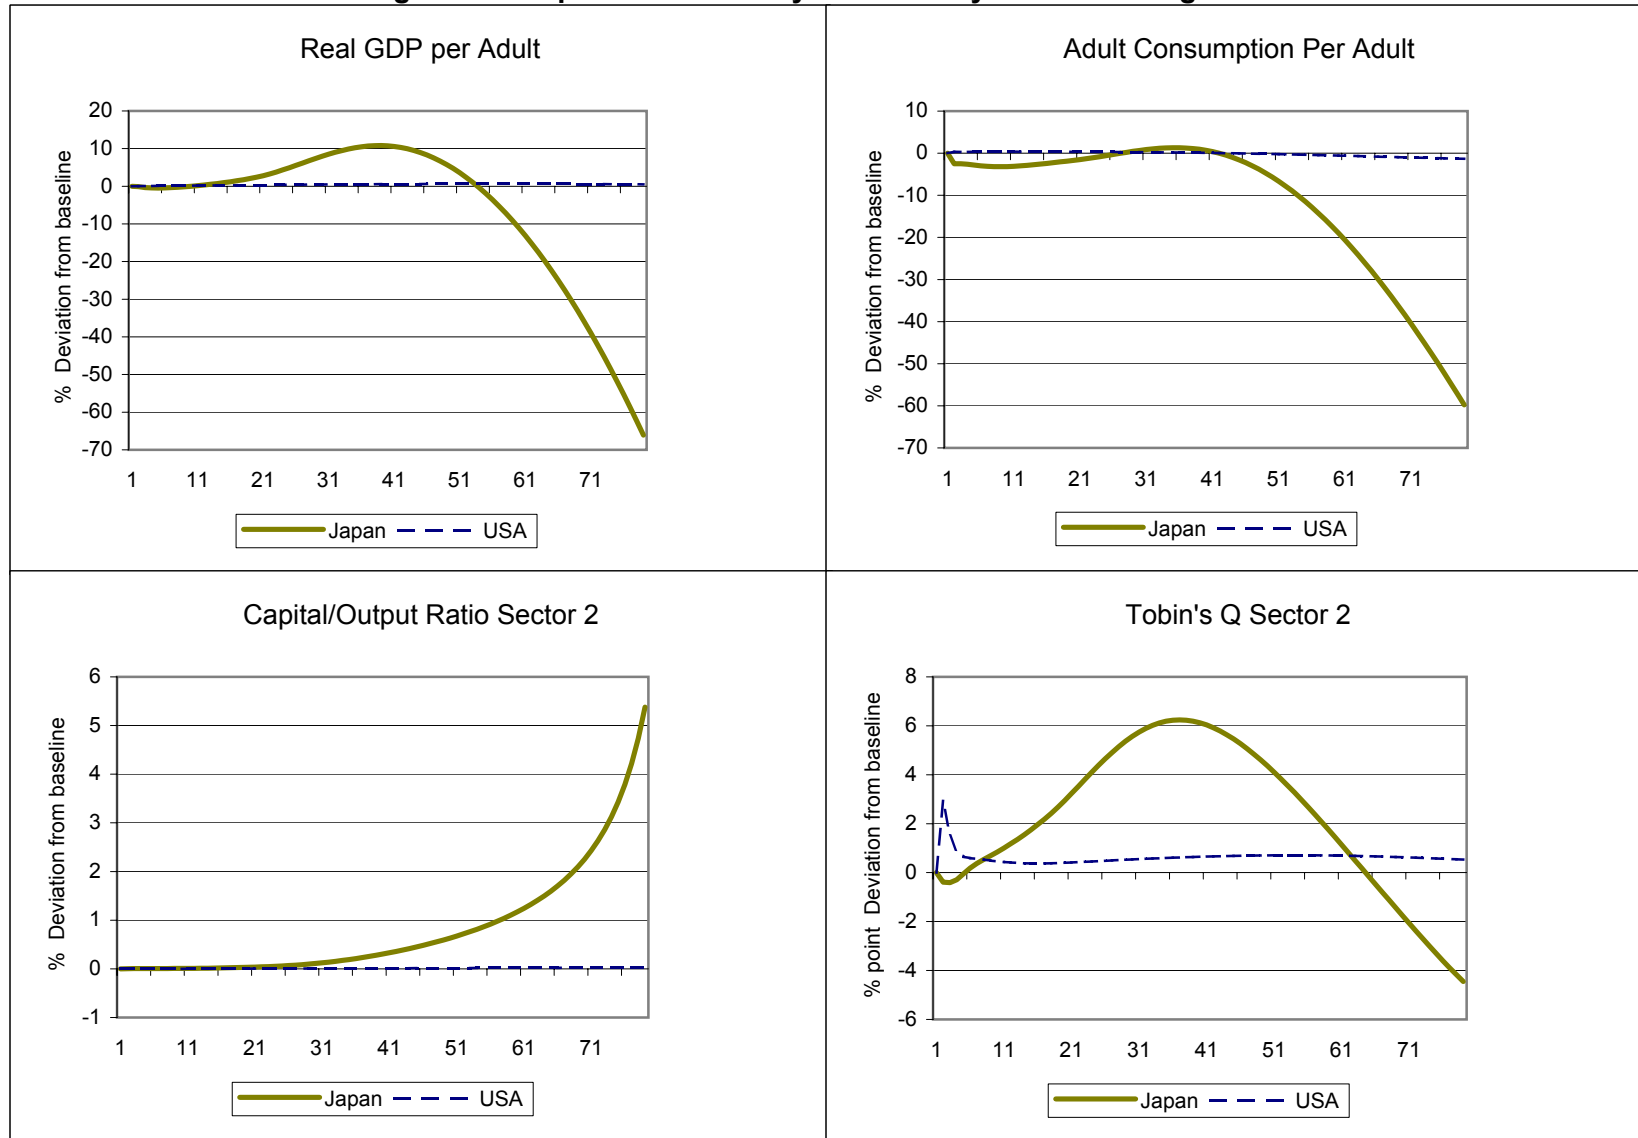 Real GDP per Adult
% Deviation from baseline
20
10
0
-10
-20
-30
-40
-50
-60
-70
1 11 21 31 41 51 61 71
Japan USA
Adult Consumption Per Adult
% Deviation from baseline
10
0
-10
-20
-30
-40
-50
-60
-70
1 11 21 31 41 51 61 71
Japan USA
Capital/Output Ratio Sector 2
% Deviation from baseline
6
5
4
3
2
1
0
-1
1 11 21 31 41 51 61 71
Japan USA
Tobin's Q Sector 2
% point Deviation from baseline
8
6
4
2
0
-2
-4
-6
1 11 21 31 41 51 61 71
Japan USA